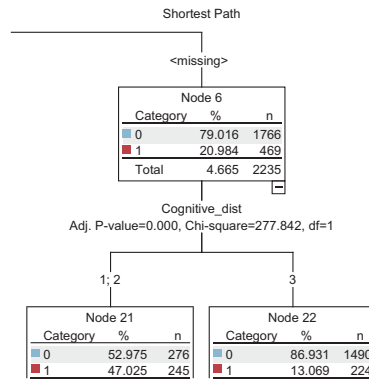 Shortest Path
<missing>
Node 6
Category % n
0 79.016 1766
1 20.984 469
Total 4.665 2235
Cognitive_dist
Adj. P-value=0.000, Chi-square=277.842, df=1
1; 2 3
Node 21 Node 22
Category % n Category % n
0 52.975 276 0 86.931 1490
1 47.025 245 1 13.069 224